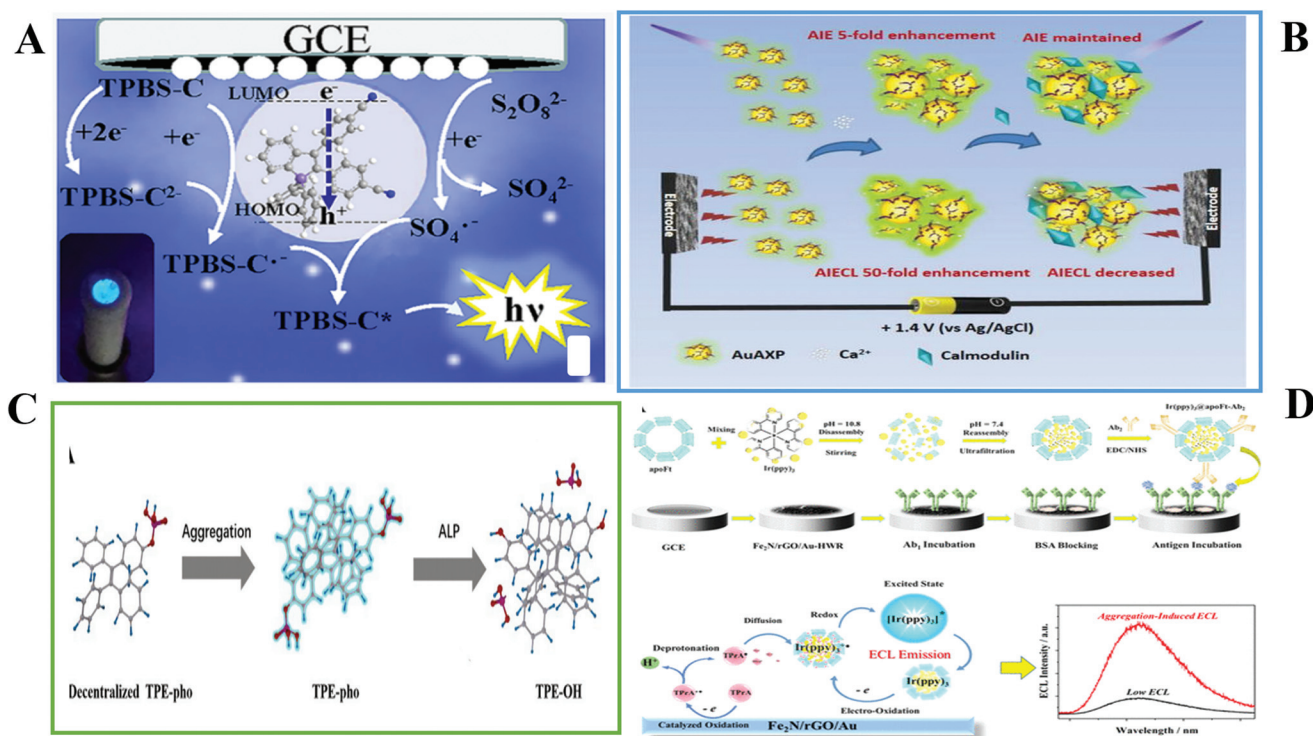 A
GCE
TPBS-C
LUMO
e⁻
S₂O₈²⁻
+2e⁻
+e⁻
+e⁻
TPBS-C²⁻
HOMO
h⁺
SO₄²⁻
SO₄·⁻
TPBS-C·⁻
TPBS-C*
hν
B
AIE 5-fold enhancement
AIE maintained
Electrode
Electrode
AIECL 50-fold enhancement
AIECL decreased
+ 1.4 V (vs Ag/AgCl)
AuAXP
Ca²⁺
Calmodulin
C
Aggregation
ALP
Decentralized TPE-pho
TPE-pho
TPE-OH
D
Mixing
apoFt
Ir(ppy)₃
pH = 10.8
Disassembly
Stirring
pH = 7.4
Reassembly
Ultrafiltration
Ab₂
EDC/NHS
Ir(ppy)₃@apoFt-Ab₂
GCE
Fe₂N/rGO/Au-HWR
Ab₁ Incubation
BSA Blocking
Antigen Incubation
Excited State
[Ir(ppy)₃]*
Redox
Diffusion
Deprotonation
H⁺
TPrA•
Ir(ppy)₃⁺•
ECL Emission
TPrA⁺•
TPrA
Ir(ppy)₃
- e
- e
Catalyzed Oxidation
Electro-Oxidation
Fe₂N/rGO/Au
ECL Intensity / a.u.
Aggregation-Induced ECL
Low ECL
Wavelength / nm